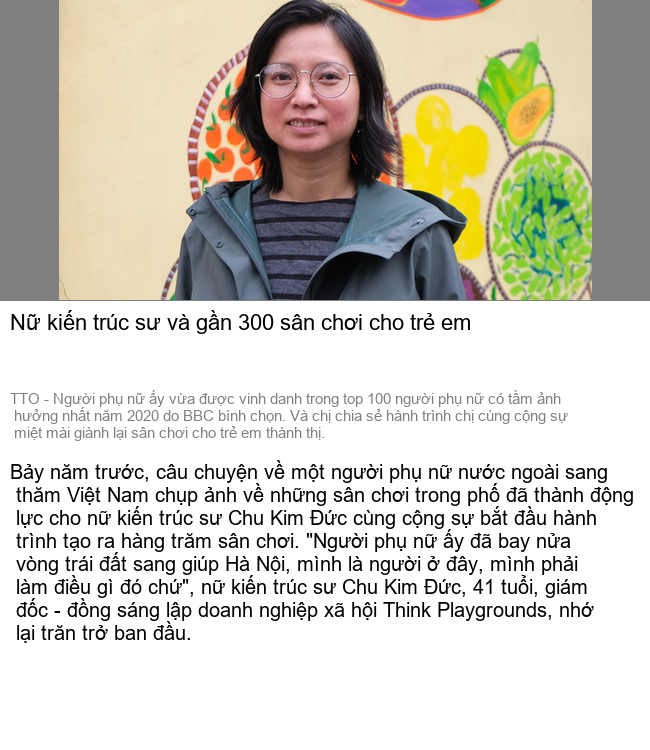 Nữ kiến trúc sư và gần 300 sân chơi cho trẻ em
TTO - Người phụ nữ ấy vừa được vinh danh trong top 100 người phụ nữ có tầm ảnh
hưởng nhất năm 2020 do BBC bình chọn. Và chị chia sẻ hành trình chị cùng cộng sự
miệt mài giành lại sân chơi cho trẻ em thành thị.
Bảy năm trước, câu chuyện về một người phụ nữ nước ngoài sang
thăm Việt Nam chụp ảnh về những sân chơi trong phố đã thành động
lực cho nữ kiến trúc sư Chu Kim Đức cùng cộng sự bắt đầu hành
trình tạo ra hàng trăm sân chơi. "Người phụ nữ ấy đã bay nửa
vòng trái đất sang giúp Hà Nội, mình là người ở đây, mình phải
làm điều gì đó chứ", nữ kiến trúc sư Chu Kim Đức, 41 tuổi, giám
đốc - đồng sáng lập doanh nghiệp xã hội Think Playgrounds, nhớ
lại trăn trở ban đầu.